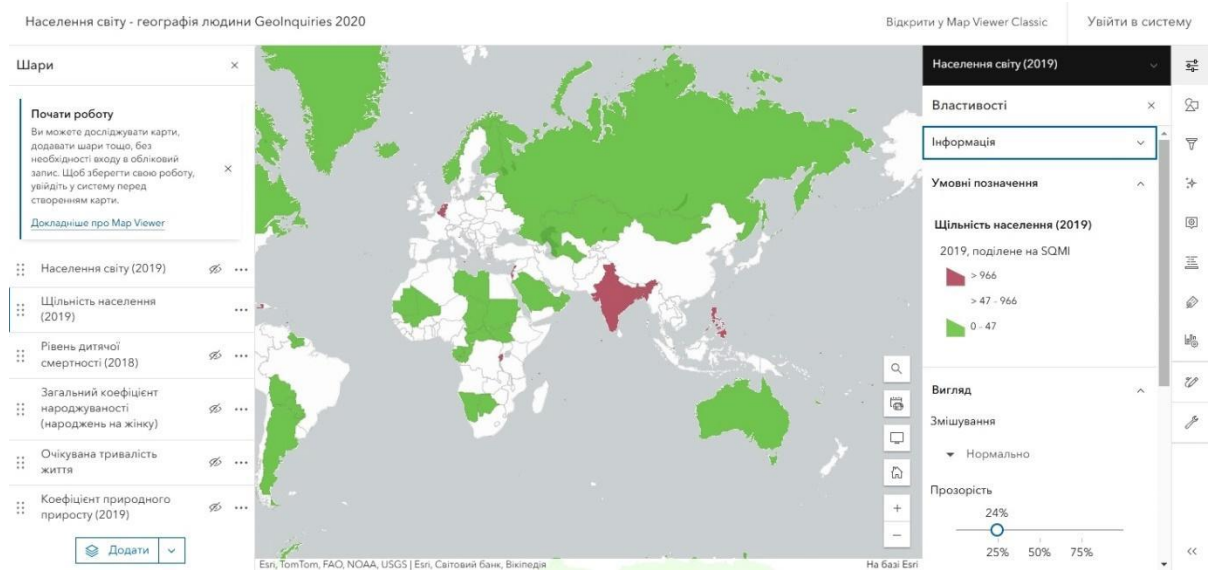 Населення світу - географія людини GeoInquiries 2020
Відкрити у Map Viewer Classic
Увійти в систему
Шари
Почати роботу
Ви можете досліджувати карти,
додавати шари тощо, без
необхідності входу в обліковий
запис. Щоб зберегти свою роботу,
увійдіть у систему перед
створенням карти.
Докладніше про Map Viewer
Населення світу (2019)
Щільність населення
(2019)
Рівень дитячої
смертності (2018)
Загальний коефіцієнт
народжуваності
(народжень на жінку)
Очікувана тривалість
життя
Коефіцієнт природного
приросту (2019)
Додати
Esri, TomTom, FAO, NOAA, USGS | Esri, Світовий банк, Вікіпедія
На базі Esri
Населення світу (2019)
Властивості
Інформація
Умовні позначення
Щільність населення (2019)
2019, поділене на SQMI
> 966
> 47 - 966
0 - 47
Вигляд
Змішування
Нормально
Прозорість
24%
25% 50% 75%